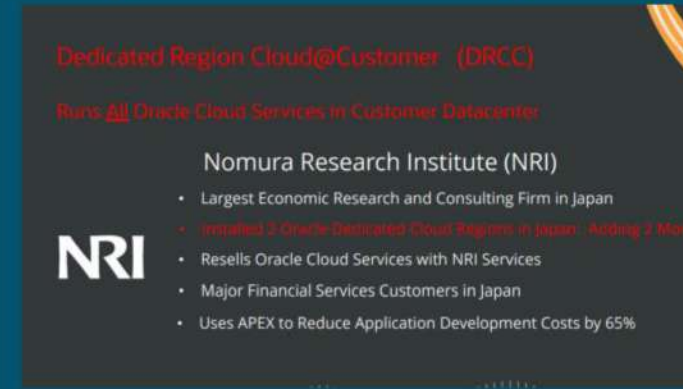 Dedicated Region Cloud@Customer (DRCC)
Runs All Oracle Cloud Services in Customer Datacenter
Nomura Research Institute (NRI)
• Largest Economic Research and Consulting Firm in Japan
• Installed 2 Oracle Dedicated Cloud Regions in Japan. Adding 2
NRI
• Resells Oracle Cloud Services with NRI Services
• Major Financial Services Customers in Japan
• Uses APEX to Reduce Application Development Costs by 65%